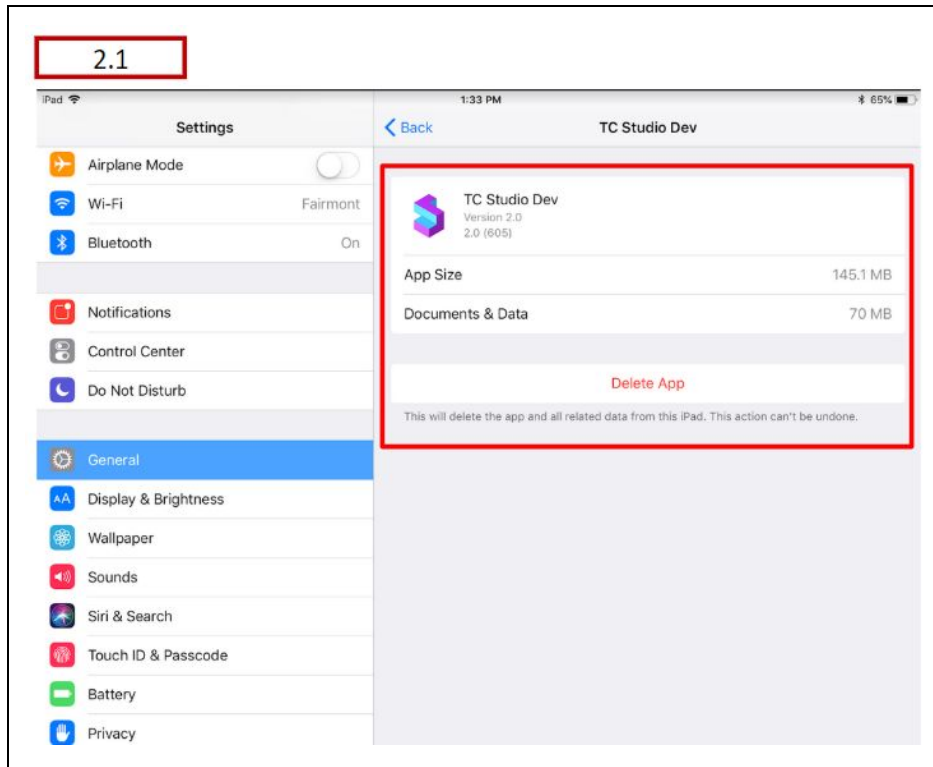 2.1
iPad 1:33 PM 65%
Settings
Back TC Studio Dev
Airplane Mode
Wi-Fi Fairmont
Bluetooth On
Notifications
Control Center
Do Not Disturb
General
AA Display & Brightness
Wallpaper
Sounds
Siri & Search
Touch ID & Passcode
Battery
Privacy
TC Studio Dev
Version 2.0
2.0 (605)
App Size 145.1 MB
Documents & Data 70 MB
Delete App
This will delete the app and all related data from this iPad. This action can't be undone.